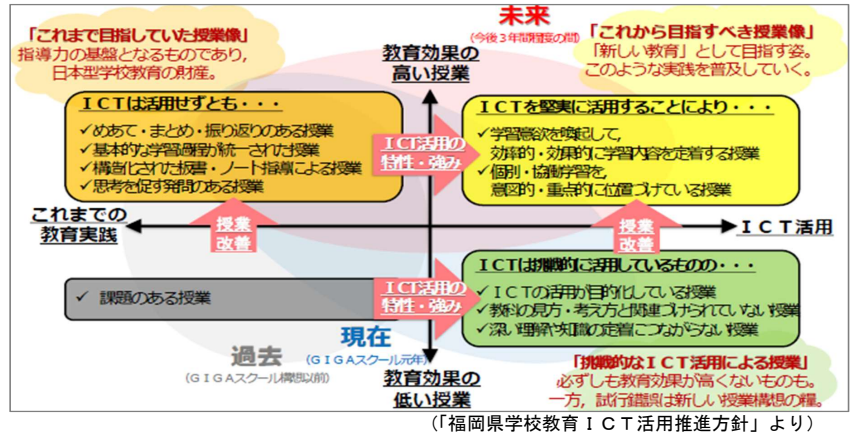 未来
(今後3年間程度の間)
「これまで目指していた授業像」
指導力の基盤となるものであり,
日本型学校教育の財産。
教育効果の
高い授業
「これから目指すべき授業像」
「新しい教育」として目指す姿。
このような実践を普及していく。
ICTは活用せずとも・・・
✓めあて・まとめ・振り返りのある授業
✓基本的な学習過程が統一された授業
✓構造化された板書・ノート指導による授業
✓思考を促す発問のある授業
ICT活用の
特性・強み
ICTを堅実に活用することにより・・・
✓学習意欲を喚起して,
効率的・効果的に学習内容を定着する授業
✓個別・協働学習を,
意図的・重点的に位置づけている授業
これまでの
教育実践
授業
改善
授業
改善
ICT活用
✓ 課題のある授業
ICT活用の
特性・強み
ICTは挑戦的に活用しているものの・・・
✓ICTの活用が目的化している授業
✓教科の見方・考え方と関連づけられていない授業
✓深い理解や知識の定着につながらない授業
過去
(GIGAスクール構想以前)
現在
(GIGAスクール元年)
教育効果の
低い授業
「挑戦的なICT活用による授業」
必ずしも教育効果が高くないものも。
一方,試行錯誤は新しい授業構想の糧。
(「福岡県学校教育ICT活用推進方針」より)